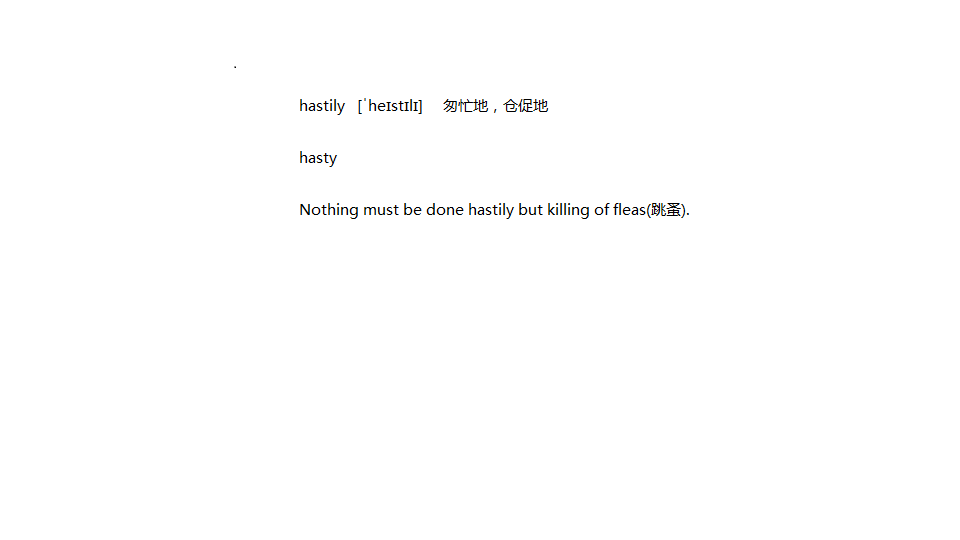 .
hastily [ˈheɪstɪlɪ] 匆忙地，仓促地
hasty
Nothing must be done hastily but killing of fleas(跳蚤).